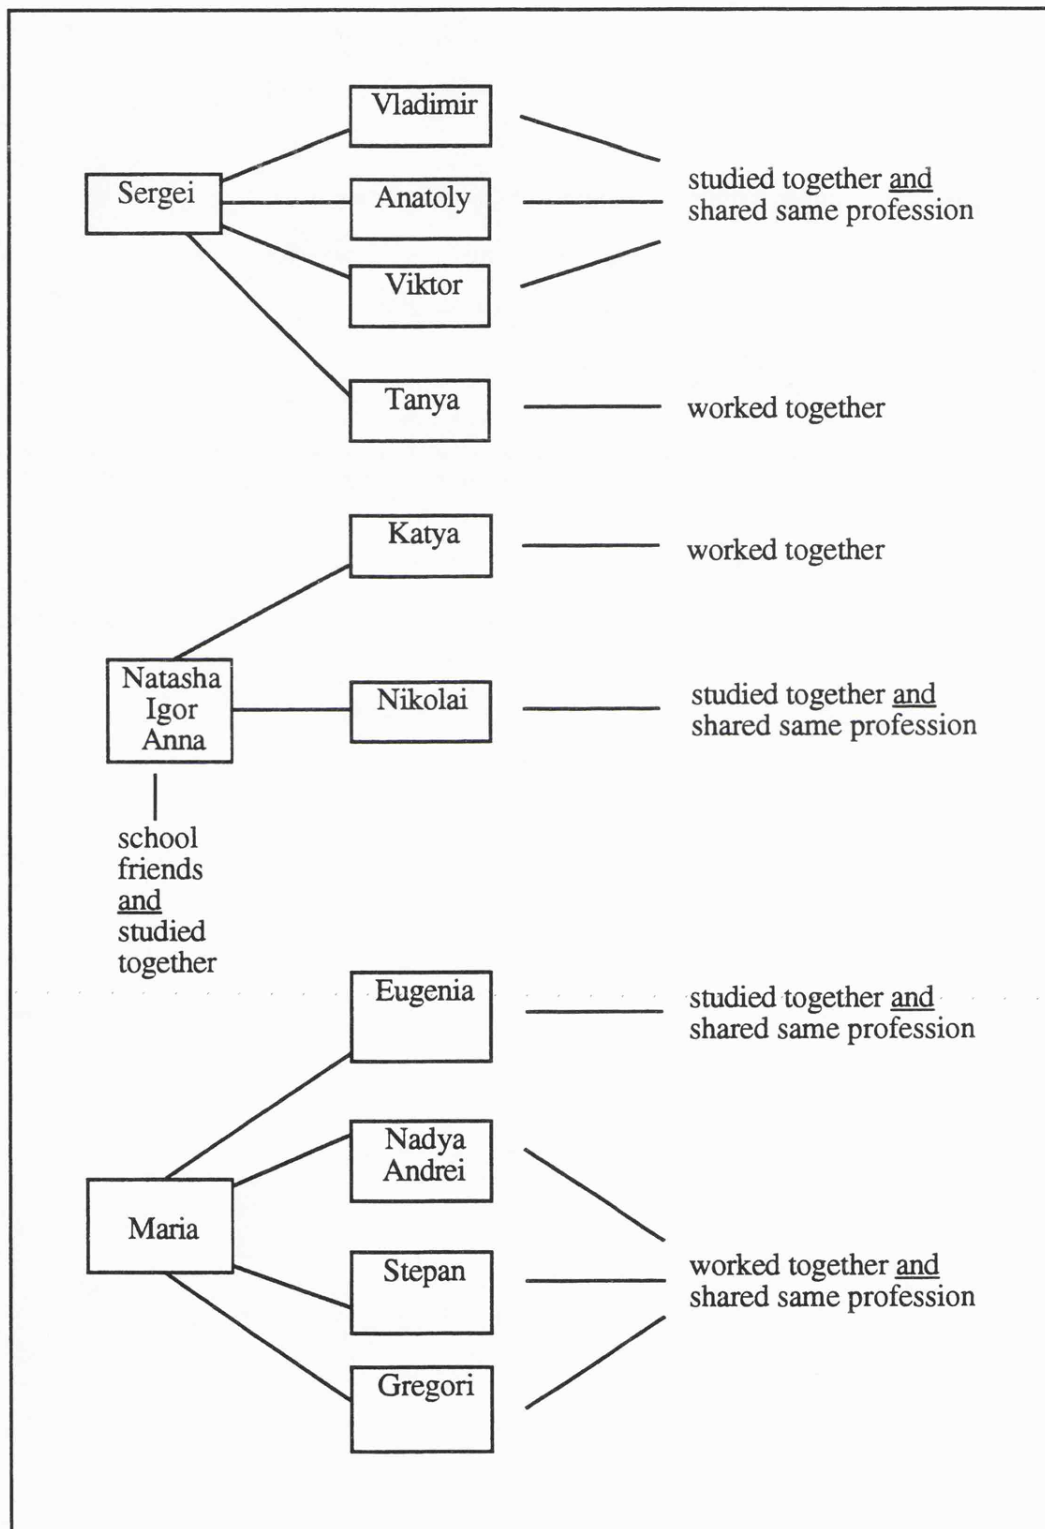 Vladimir
Sergei
Anatoly
studied together and
shared same profession
Viktor
Tanya
worked together
Katya
worked together
Natasha
Igor
Anna
Nikolai
studied together and
shared same profession
school
friends
and
studied
together
Eugenia
studied together and
shared same profession
Nadya
Andrei
Maria
Stepan
worked together and
shared same profession
Gregori